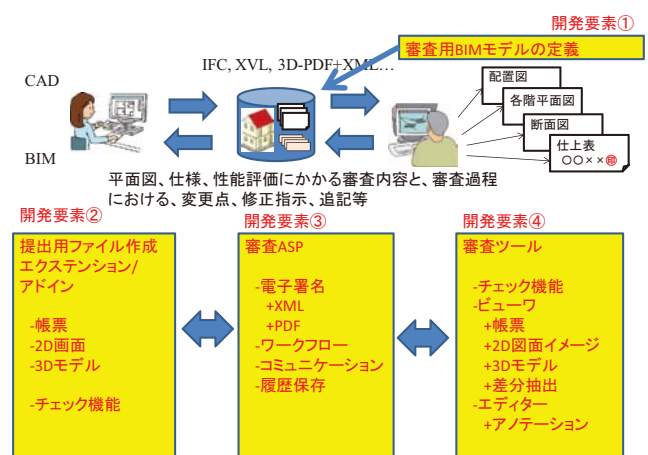 開発要素①
審査用BIMモデルの定義
IFC, XVL, 3D-PDF+XML…
CAD
BIM
配置図
各階平面図
断面図
仕上表
○○××㊞
平面図、仕様、性能評価にかかる審査内容と、審査過程
における、変更点、修正指示、追記等
開発要素②
提出用ファイル作成
エクステンション/
アドイン
-帳票
-2D画面
-3Dモデル
-チェック機能
開発要素③
審査ASP
-電子署名
+XML
+PDF
-ワークフロー
-コミュニケーション
-履歴保存
開発要素④
審査ツール
-チェック機能
-ビューワ
+帳票
+2D図面イメージ
+3Dモデル
+差分抽出
-エディター
+アノテーション